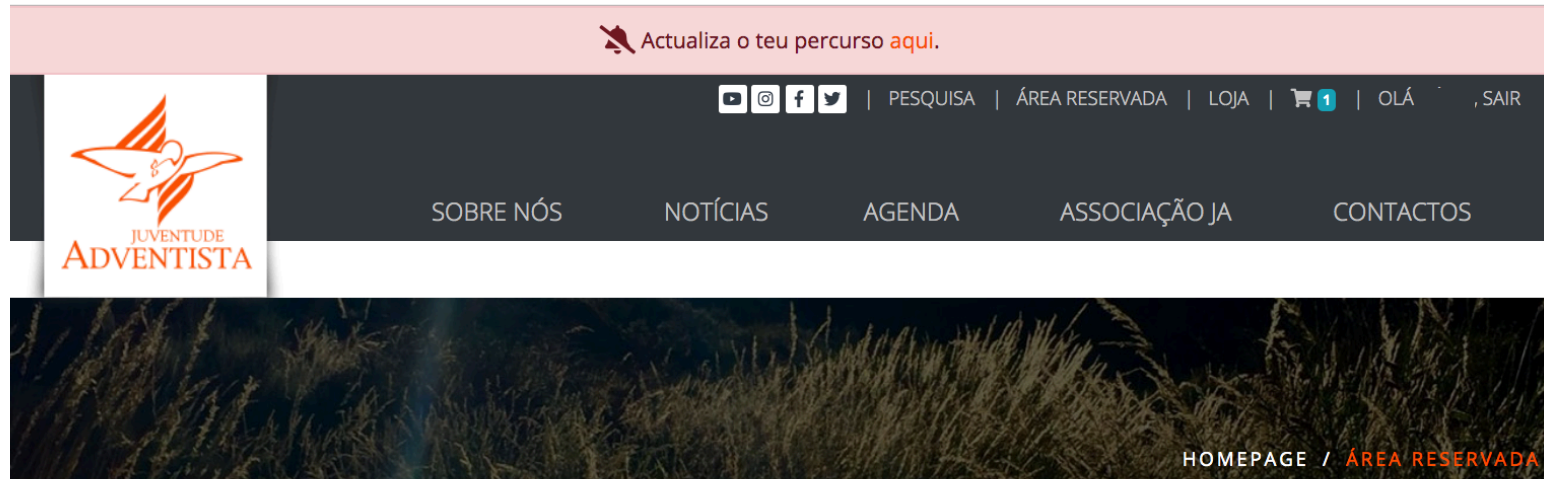 Actualiza o teu percurso aqui.
| PESQUISA | ÁREA RESERVADA | LOJA | 1 | OLÁ , SAIR
JUVENTUDE
ADVENTISTA
SOBRE NÓS NOTÍCIAS AGENDA ASSOCIAÇÃO JA CONTACTOS
HOMEPAGE / ÁREA RESERVADA